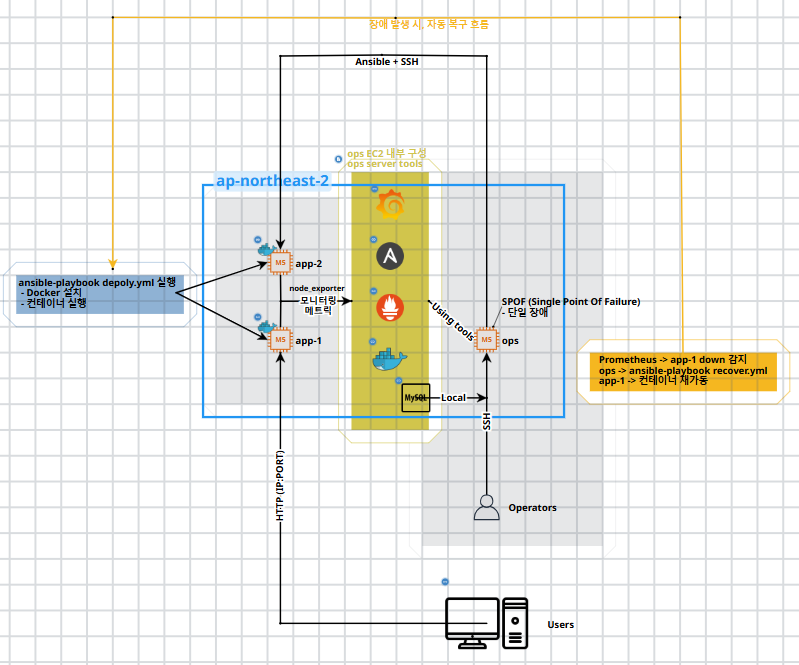 장애 발생 시, 자동 복구 흐름
Ansible + SSH
ops EC2 내부 구성
ops server tools
ap-northeast-2
MS
app-2
ansible-playbook depoly.yml 실행
- Docker 설치
- 컨테이너 실행
node_exporter
모니터링
메트릭
A
Using tools
SPOF (Single Point Of Failure)
- 단일 장애
MS
app-1
MS
ops
Prometheus -> app-1 down 감지
ops -> ansible-playbook recover.yml
app-1 -> 컨테이너 재가동
MySQL
Local
SSH
HTTP (IP:PORT)
Operators
Users